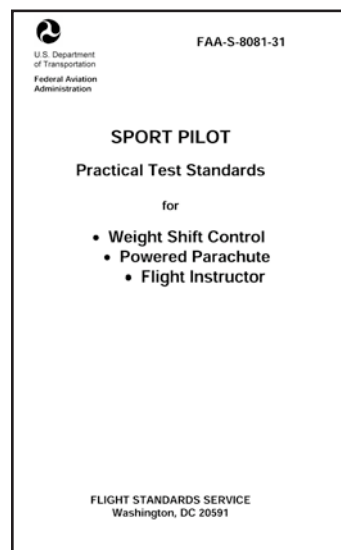 FAA-S-8081-31
U.S. Department
of Transportation
Federal Aviation
Administration
SPORT PILOT
Practical Test Standards
for
• Weight Shift Control
• Powered Parachute
• Flight Instructor
FLIGHT STANDARDS SERVICE
Washington, DC 20591